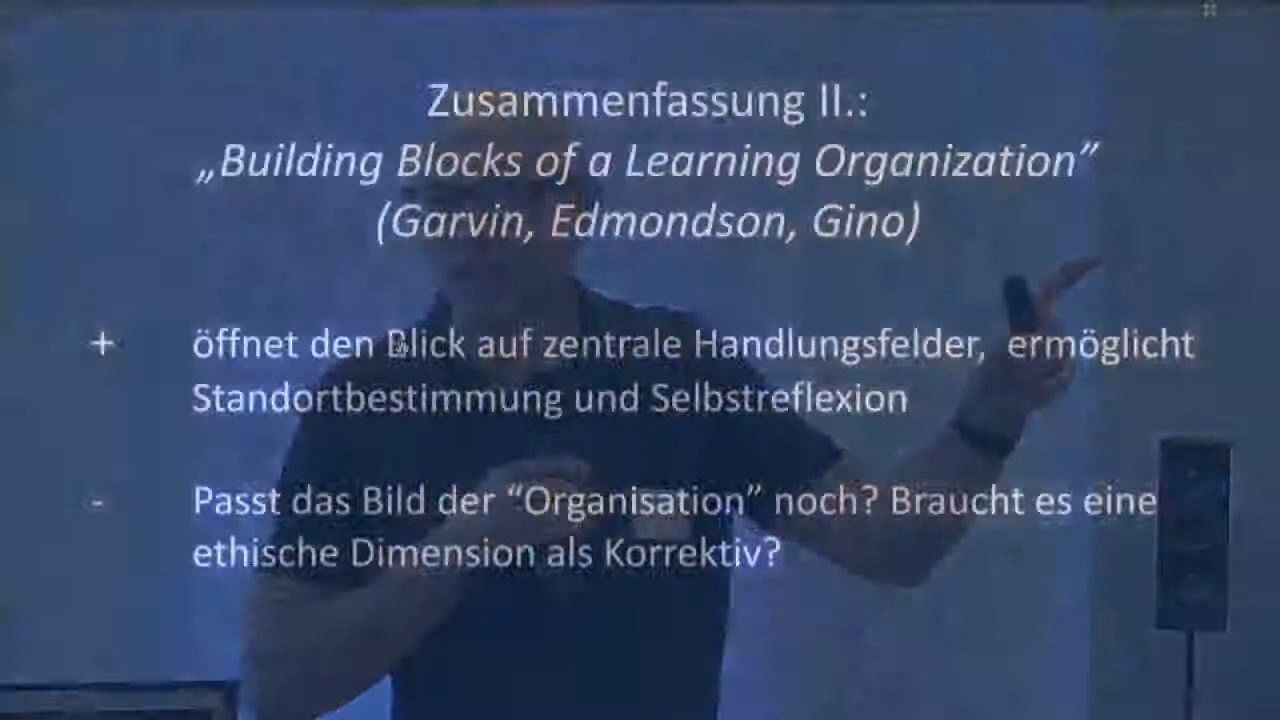 Zusammenfassung II.:
„Building Blocks of a Learning Organization”
(Garvin, Edmondson, Gino)
+ öffnet den Blick auf zentrale Handlungsfelder, ermöglicht
Standortbestimmung und Selbstreflexion
- Passt das Bild der “Organisation” noch? Braucht es eine
ethische Dimension als Korrektiv?